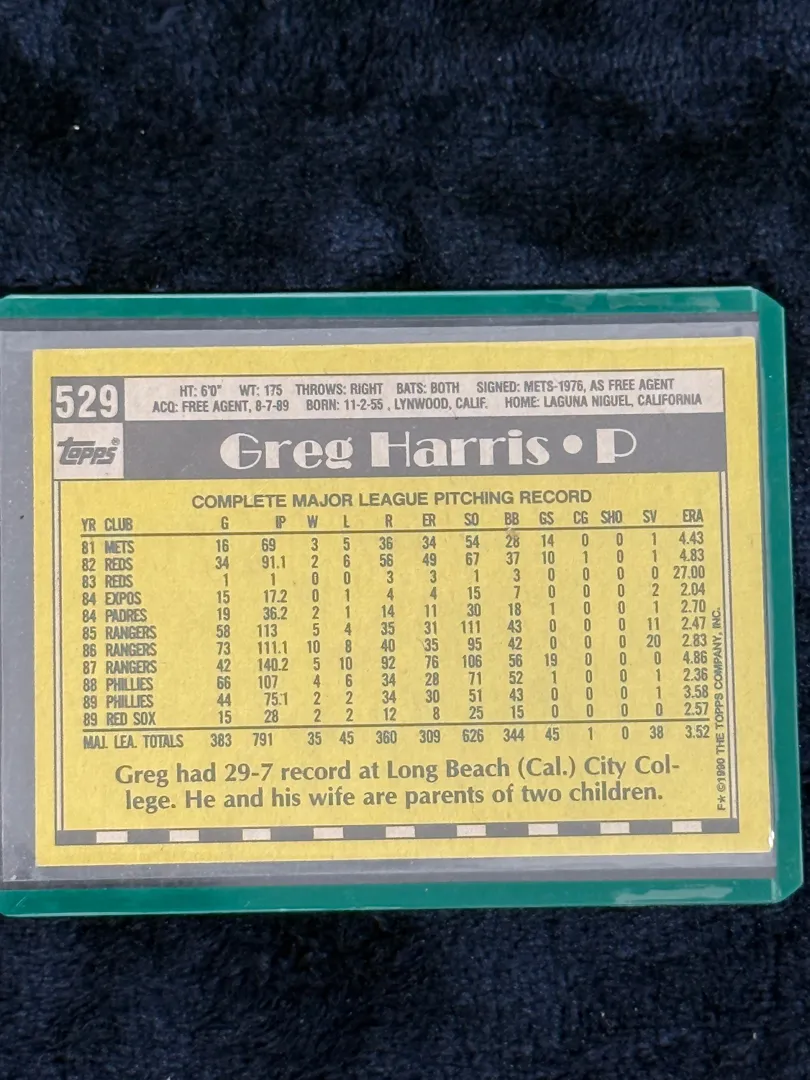 529
HT: 6'0" WT: 175 THROWS: RIGHT BATS: BOTH SIGNED: METS-1976, AS FREE AGENT
ACQ: FREE AGENT, 8-7-89 BORN: 11-2-55 , LYNWOOD, CALIF. HOME: LAGUNA NIGUEL, CALIFORNIA
Topps®
Greg Harris • P
COMPLETE MAJOR LEAGUE PITCHING RECORD
YR CLUB G IP W L R ER SO BB GS CG SHO SV ERA
81 METS 16 69 3 5 36 34 54 28 14 0 0 1 4.43
82 REDS 34 91.1 2 6 56 49 67 37 10 1 0 1 4.83
83 REDS 1 1 0 0 3 3 1 3 0 0 0 0 27.00
84 EXPOS 15 17.2 0 1 4 4 15 7 0 0 0 2 2.04
84 PADRES 19 36.2 2 1 14 11 30 18 1 0 0 1 2.70
85 RANGERS 58 113 5 4 35 31 111 43 0 0 0 11 2.47
86 RANGERS 73 111.1 10 8 40 35 95 42 0 0 0 20 2.83
87 RANGERS 42 140.2 5 10 92 76 106 56 19 0 0 0 4.86
88 PHILLIES 66 107 4 6 34 28 71 52 1 0 0 1 2.36
89 PHILLIES 44 75.1 2 2 34 30 51 43 0 0 0 1 3.58
89 RED SOX 15 28 2 2 12 8 25 15 0 0 0 0 2.57
MAJ. LEA. TOTALS 383 791 35 45 360 309 626 344 45 1 0 38 3.52
Greg had 29-7 record at Long Beach (Cal.) City Col-
lege. He and his wife are parents of two children.
F★ ©1990 THE TOPPS COMPANY, INC.